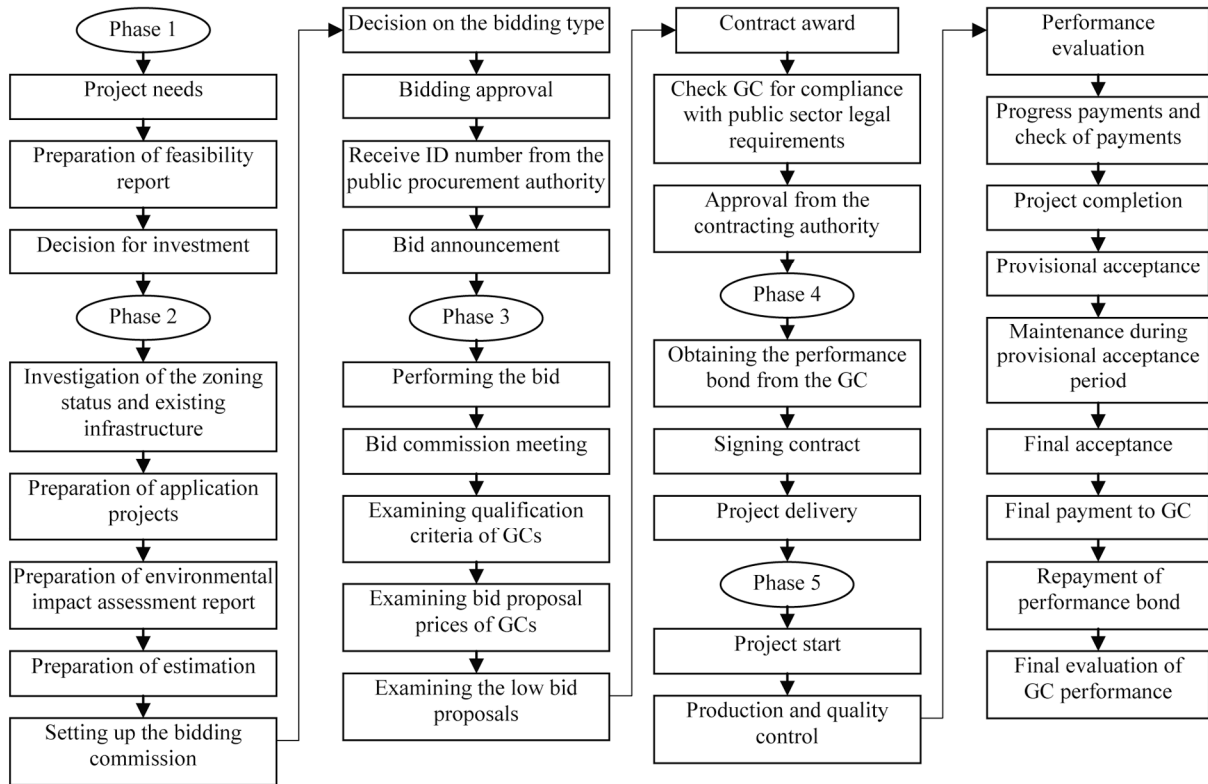 Phase 1
Project needs
Preparation of feasibility
report
Decision for investment
Phase 2
Investigation of the zoning
status and existing
infrastructure
Preparation of application
projects
Preparation of environmental
impact assessment report
Preparation of estimation
Setting up the bidding
commission
Decision on the bidding type
Bidding approval
Receive ID number from the
public procurement authority
Bid announcement
Phase 3
Performing the bid
Bid commission meeting
Examining qualification
criteria of GCs
Examining bid proposal
prices of GCs
Examining the low bid
proposals
Contract award
Check GC for compliance
with public sector legal
requirements
Approval from the
contracting authority
Phase 4
Obtaining the performance
bond from the GC
Signing contract
Project delivery
Phase 5
Project start
Production and quality
control
Performance
evaluation
Progress payments and
check of payments
Project completion
Provisional acceptance
Maintenance during
provisional acceptance
period
Final acceptance
Final payment to GC
Repayment of
performance bond
Final evaluation of
GC performance